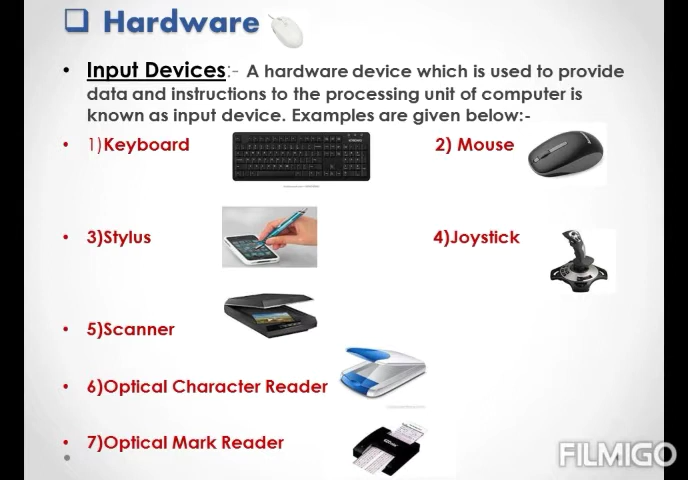 ❑ Hardware
• Input Devices:- A hardware device which is used to provide
data and instructions to the processing unit of computer is
known as input device. Examples are given below:-
• 1)Keyboard 2) Mouse
• 3)Stylus 4)Joystick
• 5)Scanner
• 6)Optical Character Reader
• 7)Optical Mark Reader
FILMIGO